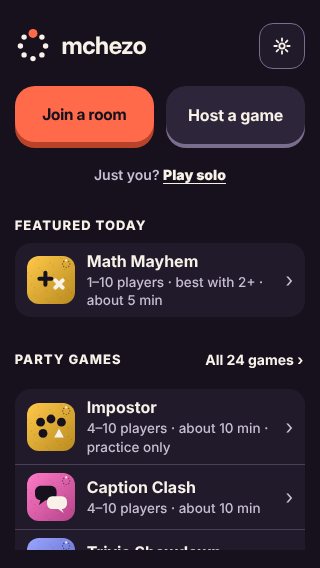 mchezo
Join a room
Host a game
Just you? Play solo
FEATURED TODAY
Math Mayhem
1–10 players · best with 2+ ·
about 5 min
PARTY GAMES
All 24 games ›
Impostor
4–10 players · about 10 min ·
practice only
Caption Clash
4–10 players · about 10 min